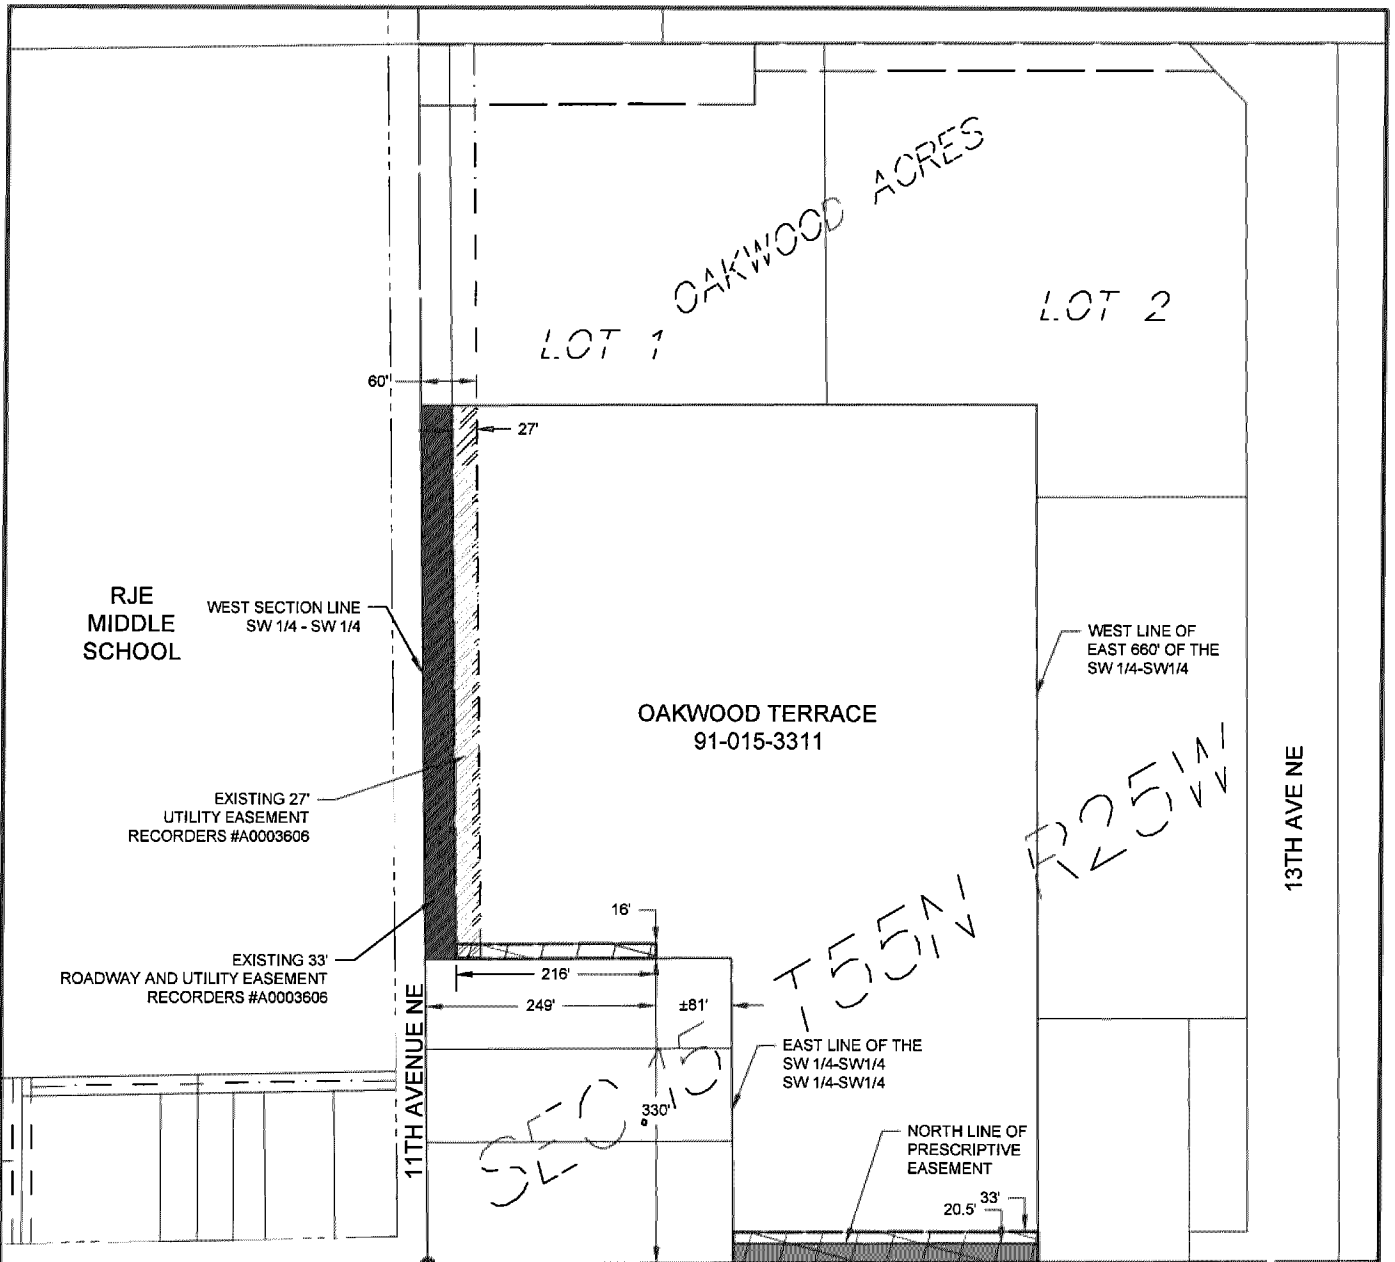 OAKWOOD ACRES
LOT 1
LOT 2
60'
27'
RJE
MIDDLE
SCHOOL
WEST SECTION LINE
SW 1/4 - SW 1/4
WEST LINE OF
EAST 660' OF THE
SW 1/4-SW1/4
OAKWOOD TERRACE
91-015-3311
EXISTING 27'
UTILITY EASEMENT
RECORDERS #A0003606
13TH AVE NE
16'
EXISTING 33'
ROADWAY AND UTILITY EASEMENT
RECORDERS #A0003606
216'
249'
±81'
11TH AVENUE NE
SEC. 15 T55N R25W
EAST LINE OF THE
SW 1/4-SW1/4
SW 1/4-SW1/4
330'
NORTH LINE OF
PRESCRIPTIVE
EASEMENT
33'
20.5'